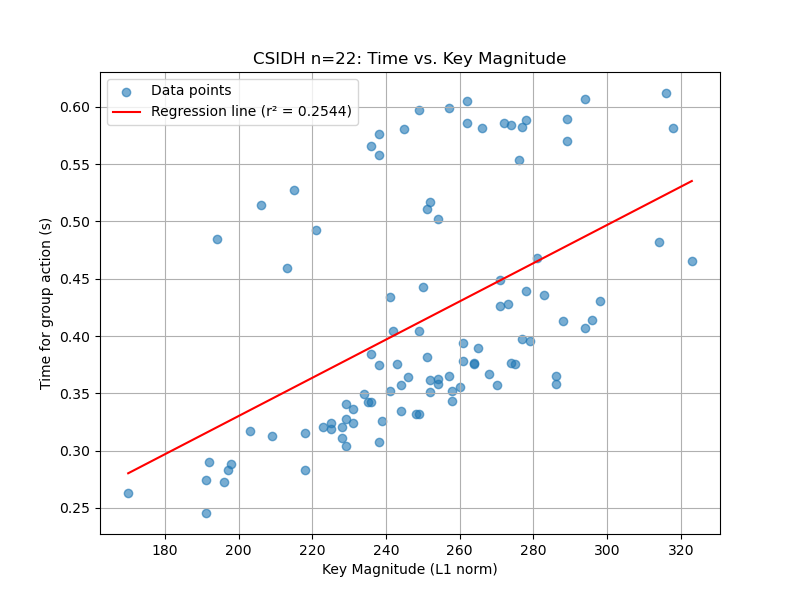 CSIDH n=22: Time vs. Key Magnitude
Data points
Regression line (r² = 0.2544)
Time for group action (s)
0.60
0.55
0.50
0.45
0.40
0.35
0.30
0.25
180 200 220 240 260 280 300 320
Key Magnitude (L1 norm)